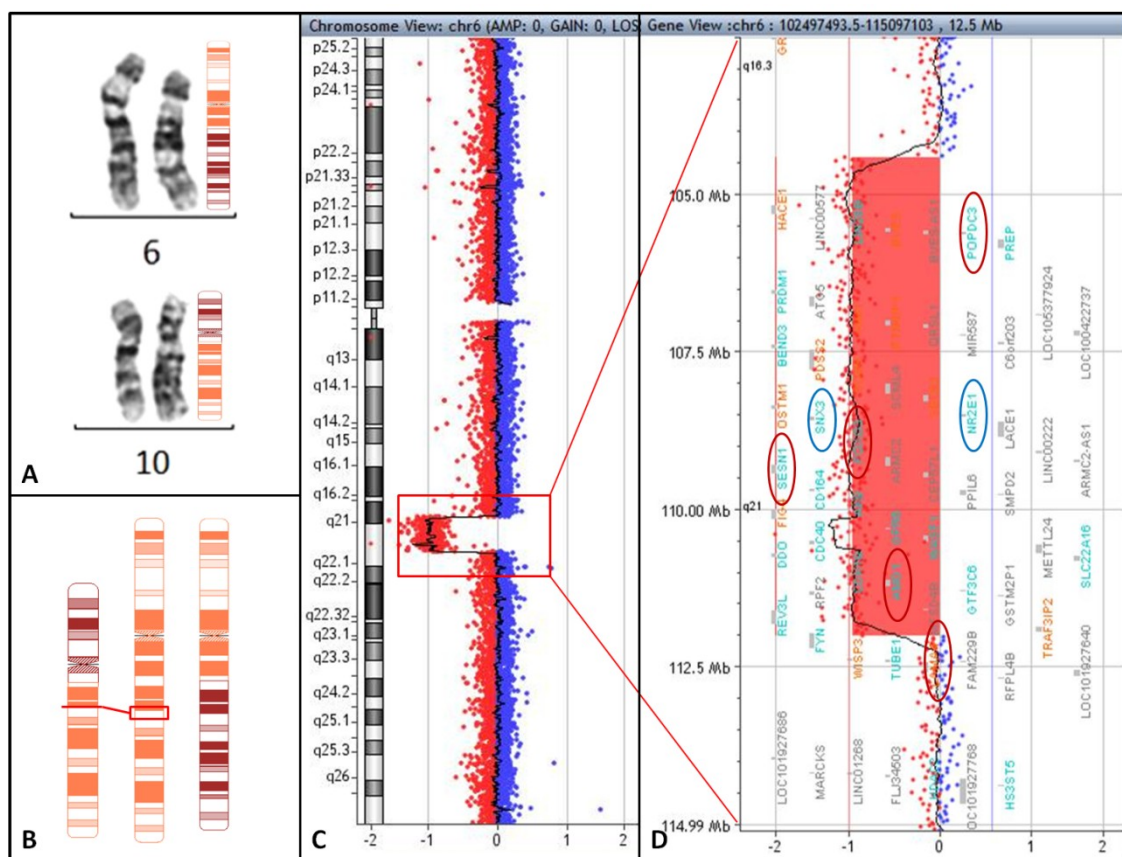 6
10
A
B
Chromosome View: chr6 (AMP: 0, GAIN: 0, LOS
p25.2
p24.3
p24.1
p22.2
p21.33
p21.2
p21.1
p12.3
p12.2
p11.2
q13
q14.1
q14.2
q15
q16.1
q16.2
q21
q22.1
q22.2
q22.32
q23.1
q23.3
q24.2
q25.1
q25.3
q26
C
-2
-1
0
1
2
Gene View :chr6 : 102497493.5-115097103 , 12.5 Mb
q16.3
105.0 Mb
107.5 Mb
110.00 Mb
q21
112.5 Mb
114.99 Mb
GR
HACE1
PRDM1
BEND3
OSTM1
SESN1
DDO
REV3L
LOC101927686
LINC00577
ATG5
PDSS2
SNX3
CD164
CDC40
RPF2
FYN
MARCKS
WISP3
LINC01268
TUBE1
FLJ34503
POPDC3
MIR587
NR2E1
PPIL6
GTF3C6
FAM229B
OC101927768
PREP
C6orf203
LACE1
SMPD2
GSTM2P1
RFPL4B
HS3ST5
LOC105377924
LINC00222
METTL24
TRAF3IP2
LOC100422737
ARMC2-AS1
SLC22A16
LOC101927640
D
-2
-1
0
1
2